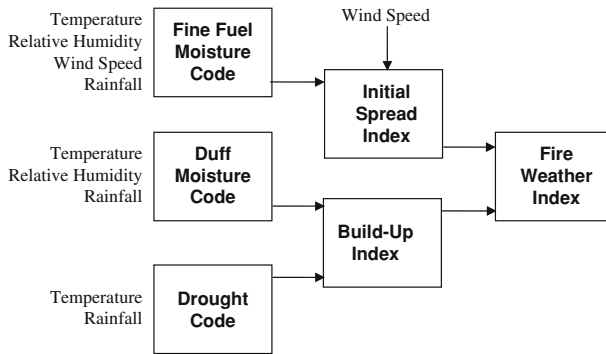 Temperature
Relative Humidity
Wind Speed
Rainfall
Fine Fuel
Moisture
Code
Wind Speed
Initial
Spread
Index
Temperature
Relative Humidity
Rainfall
Duff
Moisture
Code
Fire
Weather
Index
Build-Up
Index
Temperature
Rainfall
Drought
Code